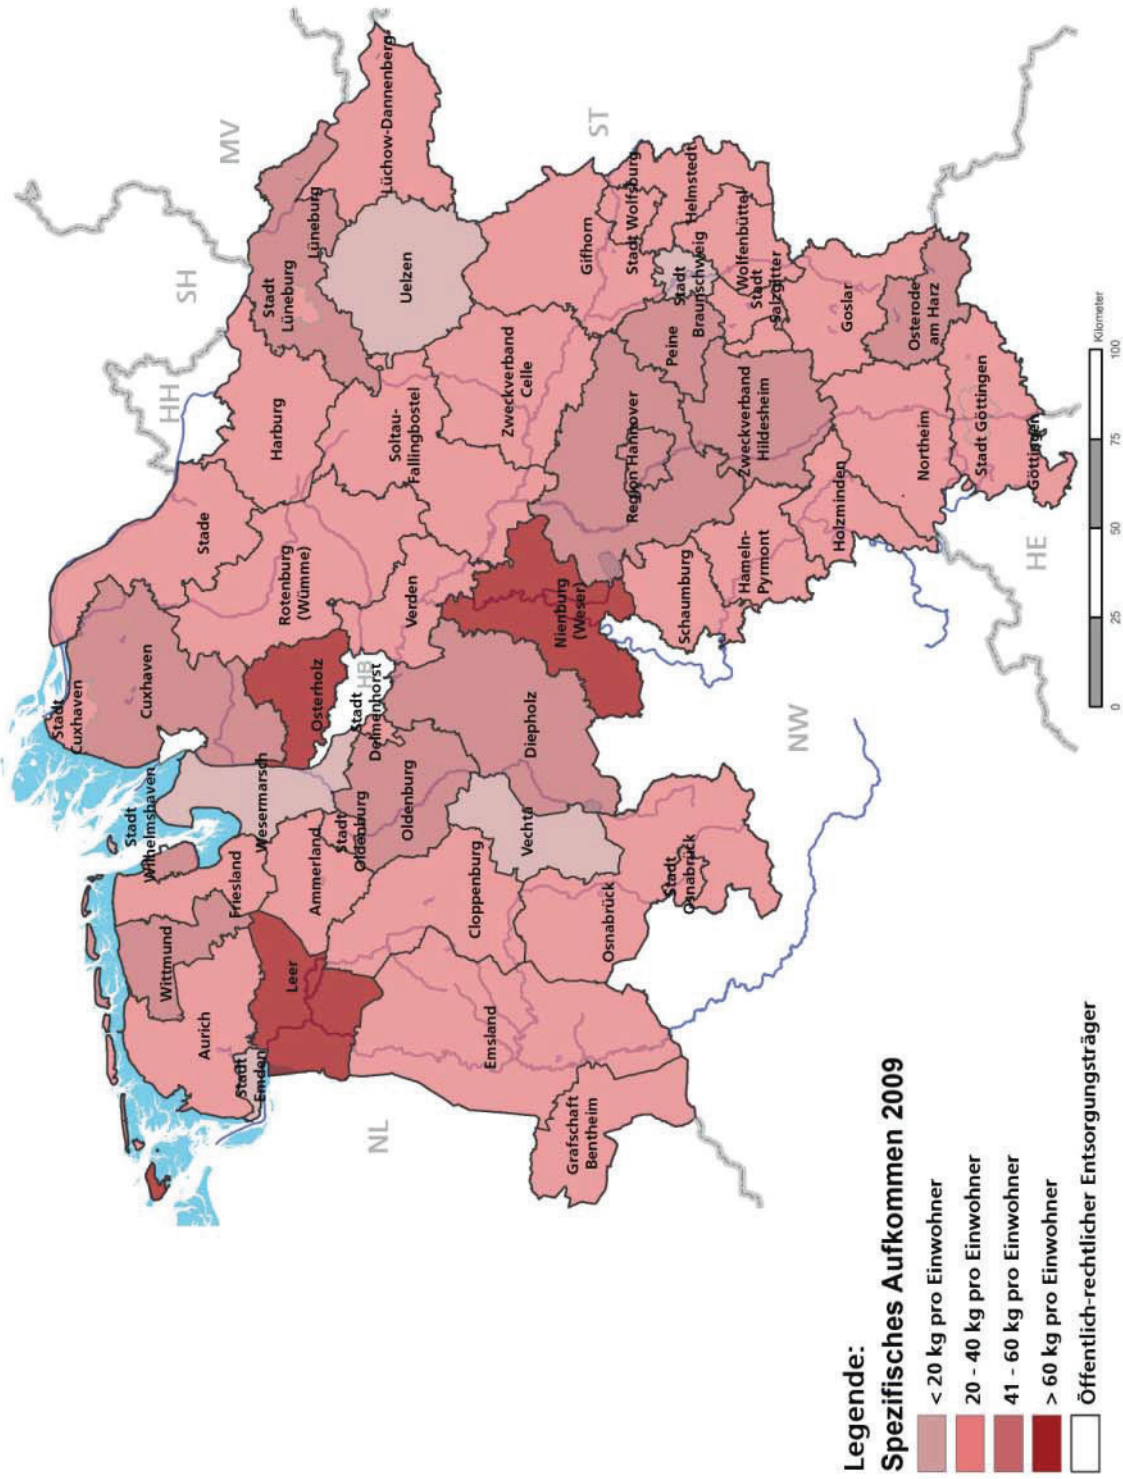 MV
SH
HH
ST
HE
NW
NL
HB
Lüchow-Dannenberg
Lüneburg
Stadt
Lüneburg
Uelzen
Harburg
Stade
Soltau-
Fallingbostel
Zweckverband
Celle
Gifhorn
Stadt Wolfsburg
Helmstedt
Stadt
Braunschweig
Wolfenbüttel
Stadt
Salzgitter
Peine
Goslar
Osterode
am Harz
Region Hannover
Zweckverband
Hildesheim
Northeim
Stadt Göttingen
Göttingen
Holzminden
Hameln-
Pyrmont
Schaumburg
Nienburg
(Weser)
Rotenburg
(Wümme)
Verden
Stadt
Cuxhaven
Cuxhaven
Osterholz
Stadt
Delmenhorst
Diepholz
Stadt
Wilhelmshaven
Wesermarsch
Stadt
Oldenburg
Oldenburg
Vechta
Friesland
Ammerland
Cloppenburg
Osnabrück
Stadt
Osnabrück
Wittmund
Aurich
Leer
Stadt
Emden
Emsland
Grafschaft
Bentheim
0 25 50 75 100
Kilometer
Legende:
Spezifisches Aufkommen 2009
< 20 kg pro Einwohner
20 - 40 kg pro Einwohner
41 - 60 kg pro Einwohner
> 60 kg pro Einwohner
Öffentlich-rechtlicher Entsorgungsträger